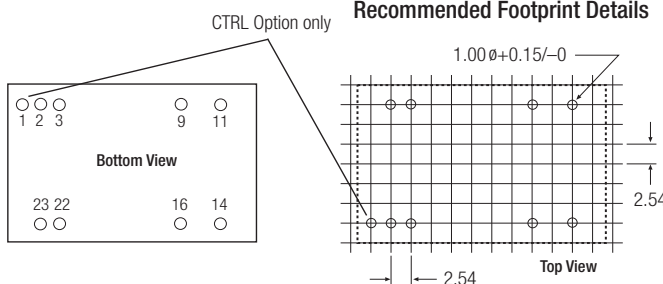 Recommended Footprint Details
CTRL Option only
1.00ø+0.15/−0
1 2 3 9 11
Bottom View
23 22 16 14
2.54
Top View
2.54